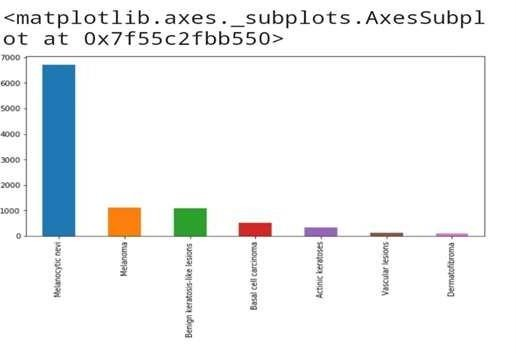 <matplotlib.axes._subplots.AxesSubpl
ot at 0x7f55c2fbb550>
7000
6000
5000
4000
3000
2000
1000
0
Melanocytic nevi
Melanoma
Benign keratosis-like lesions
Basal cell carcinoma
Actinic keratoses
Vascular lesions
Dermatofibroma